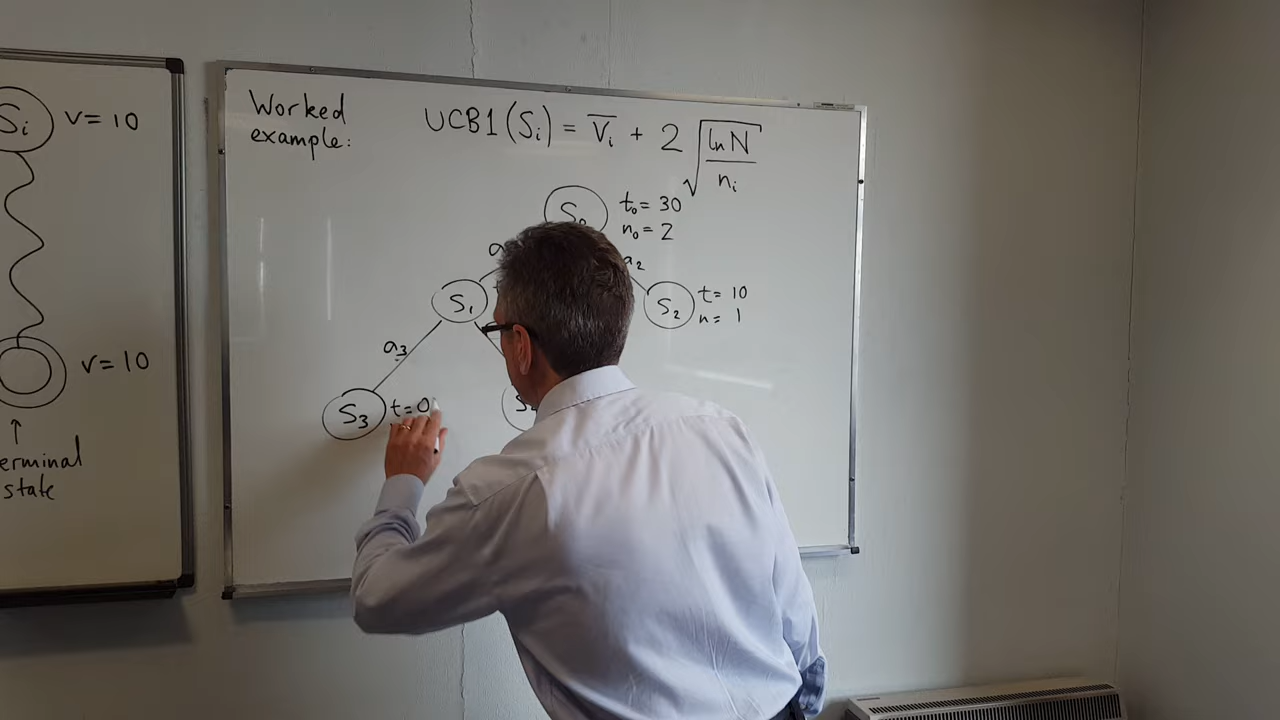 Si v = 10
v = 10
↑
erminal
state
Worked
example:
UCB1(Si) = V̅i + 2 √(ln N / ni)
t₀ = 30
n₀ = 2
a₂
S₁
S₂ t = 10
n = 1
a₃
S₃ t = 0